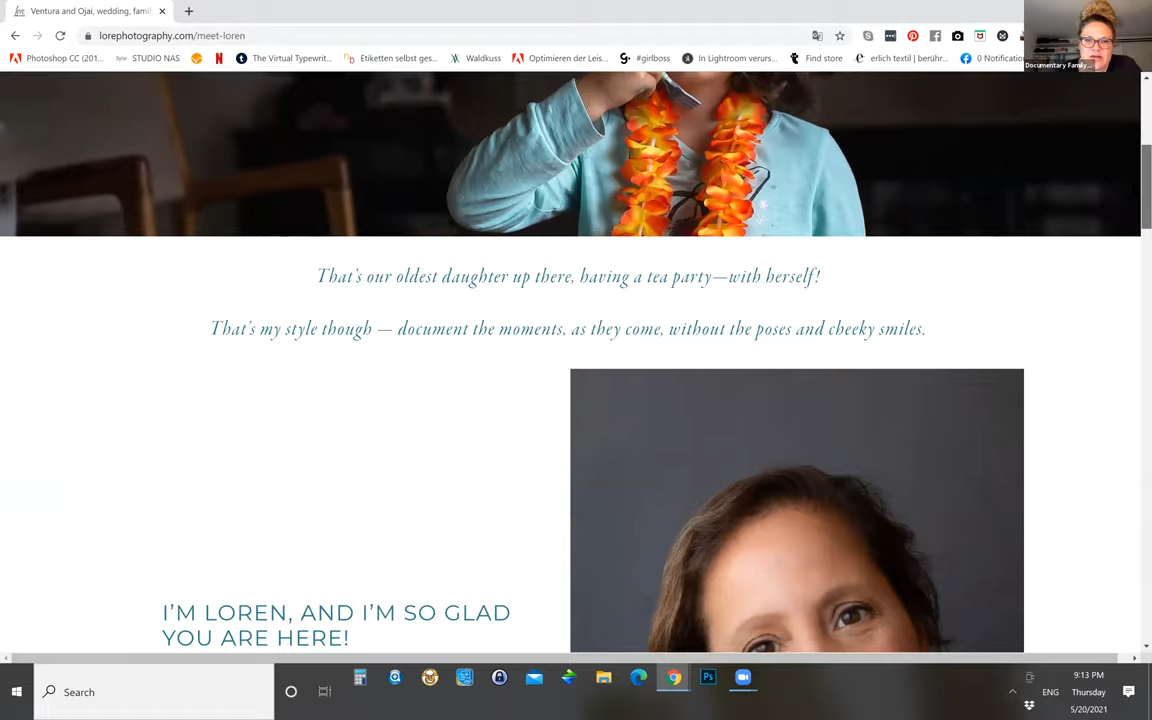 Ventura and Ojai, wedding, famil
lorephotography.com/meet-loren
Photoshop CC (201...
STUDIO NAS
The Virtual Typewrit...
Etiketten selbst ges...
Waldkuss
Optimieren der Leis...
#girlboss
In Lightroom verurs...
Find store
erlich textil | berühr...
0 Notificatio
Documentary Family...
That's our oldest daughter up there, having a tea party—with herself!
That's my style though — document the moments, as they come, without the poses and cheeky smiles.
I'M LOREN, AND I'M SO GLAD
YOU ARE HERE!
Search
ENG
9:13 PM
Thursday
5/20/2021